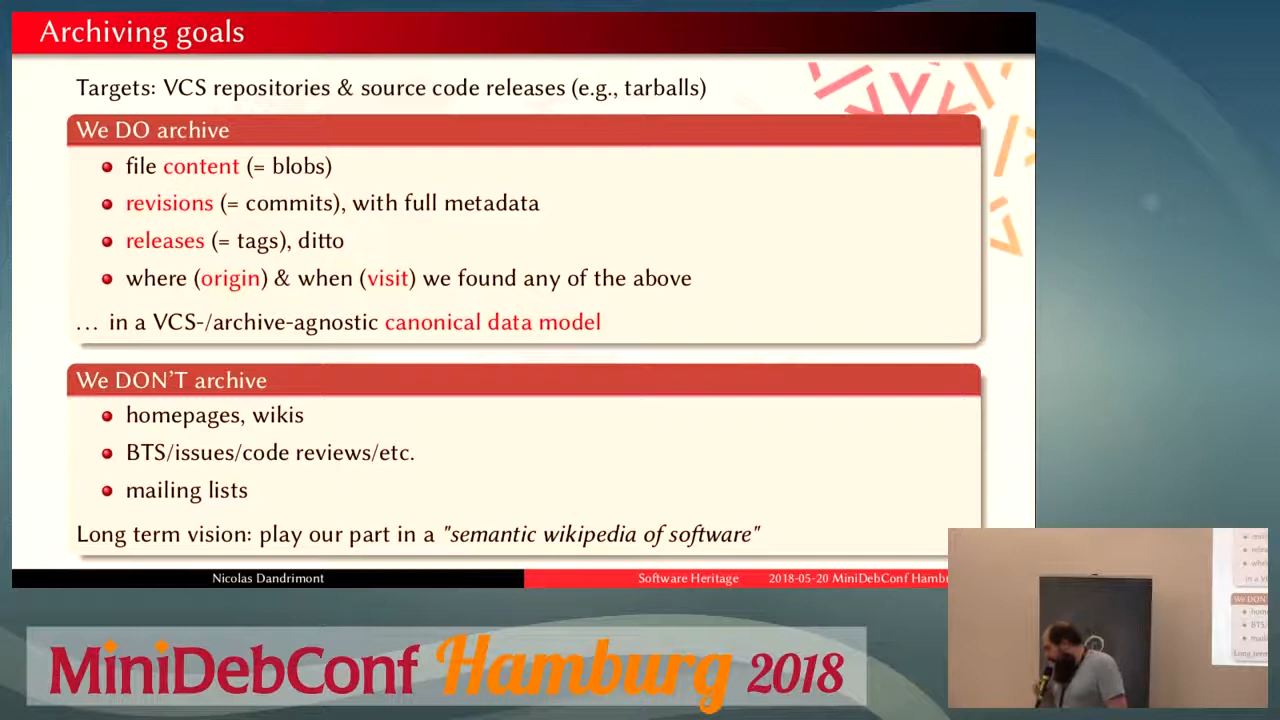 Archiving goals
Targets: VCS repositories & source code releases (e.g., tarballs)
We DO archive
file content (= blobs)
revisions (= commits), with full metadata
releases (= tags), ditto
where (origin) & when (visit) we found any of the above
... in a VCS-/archive-agnostic canonical data model
We DON'T archive
homepages, wikis
BTS/issues/code reviews/etc.
mailing lists
Long term vision: play our part in a "semantic wikipedia of software"
Nicolas Dandrimont
Software Heritage
2018-05-20 MiniDebConf Hambu
MiniDebConf Hamburg 2018
We DON